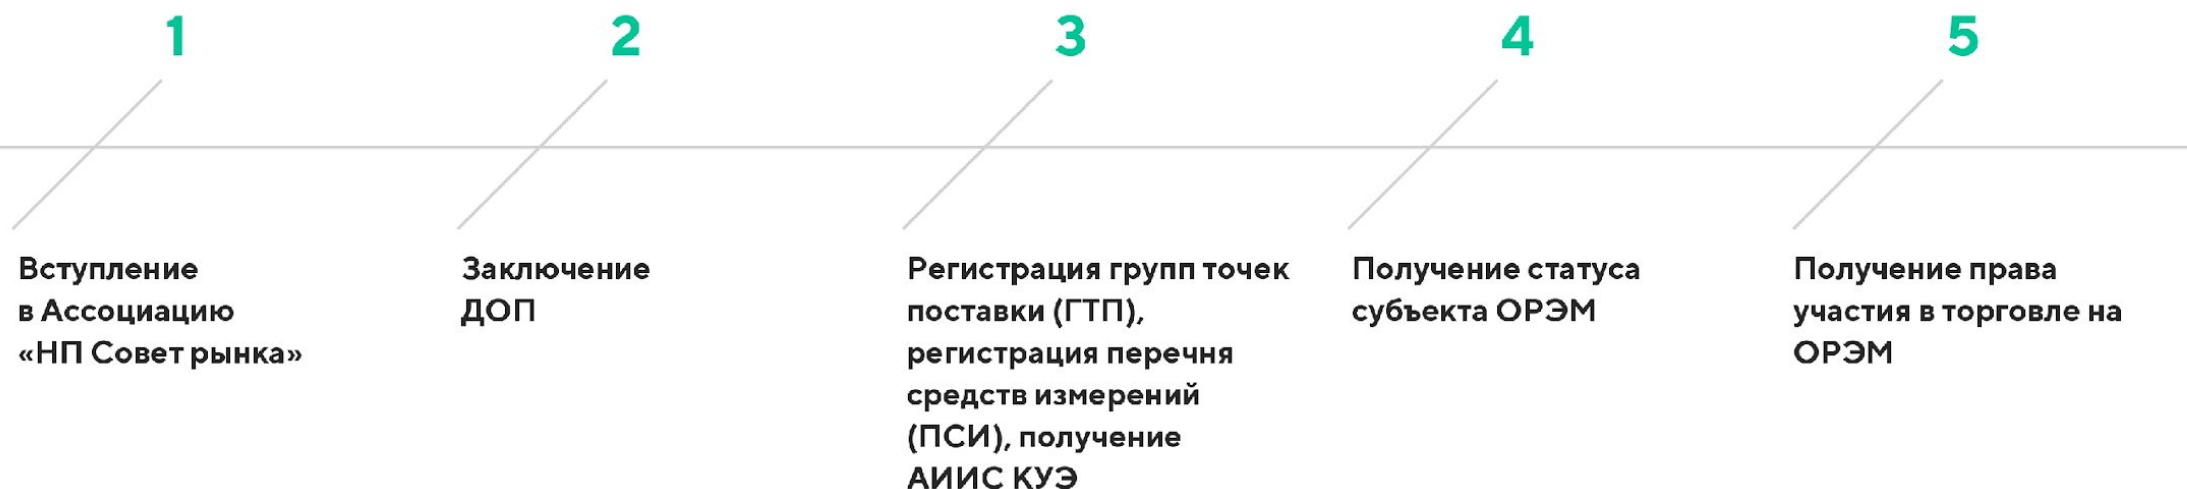 1
2
3
4
5
Вступление
в Ассоциацию
«НП Совет рынка»
Заключение
ДОП
Регистрация групп точек
поставки (ГТП),
регистрация перечня
средств измерений
(ПСИ), получение
АИИС КУЭ
Получение статуса
субъекта ОРЭМ
Получение права
участия в торговле на
ОРЭМ